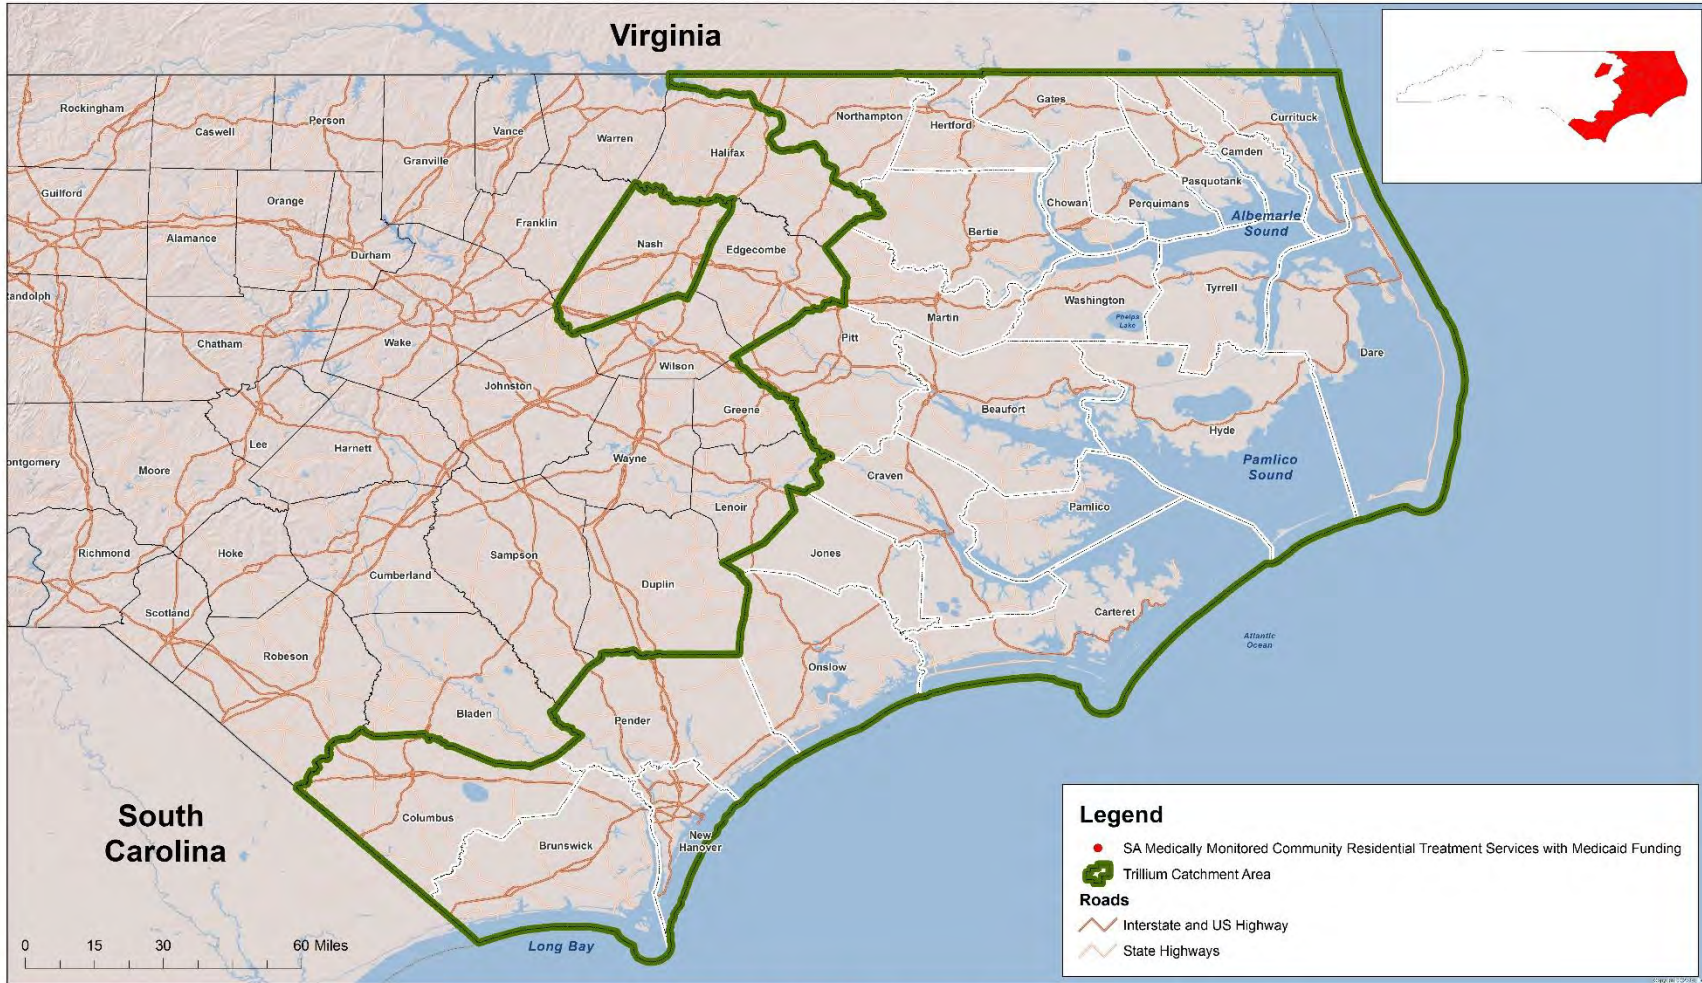 Virginia
Rockingham
Caswell
Person
Vance
Warren
Northampton
Hertford
Gates
Currituck
Granville
Halifax
Camden
Guilford
Orange
Franklin
Pasquotank
Chowan
Perquimans
Albemarle
Sound
Alamance
Durham
Nash
Edgecombe
Bertie
andolph
Washington
Tyrrell
Chatham
Wake
Pitt
Martin
Phelps
Lake
Dare
Johnston
Wilson
Greene
Beaufort
Hyde
Lee
Harnett
Wayne
ontgomery
Moore
Craven
Pamlico
Sound
Lenoir
Pamlico
Richmond
Hoke
Sampson
Jones
Cumberland
Duplin
Scotland
Carteret
Robeson
Atlantic
Ocean
Onslow
Bladen
Pender
South
Carolina
Columbus
Brunswick
New
Hanover
Long Bay
0 15 30 60 Miles
Legend
SA Medically Monitored Community Residential Treatment Services with Medicaid Funding
Trillium Catchment Area
Roads
Interstate and US Highway
State Highways